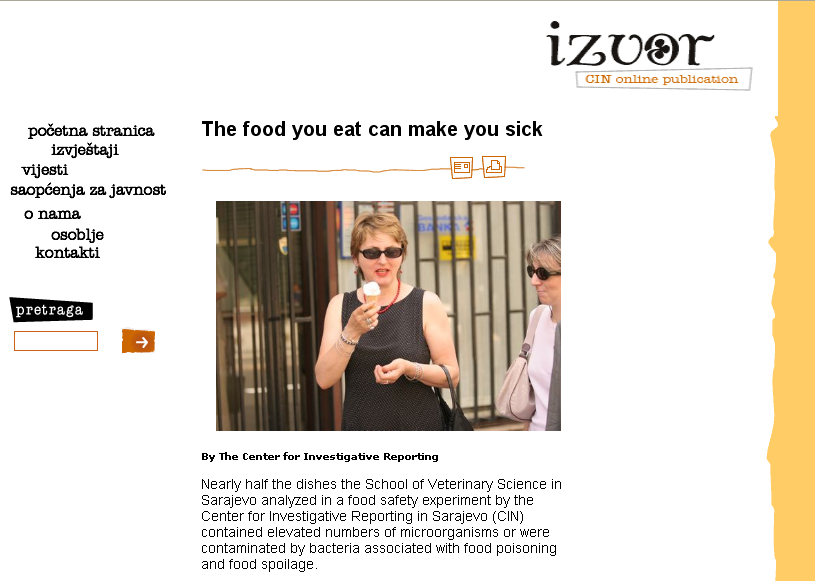 izvor
CIN online publication
početna stranica
izvještaji
vijesti
saopćenja za javnost
o nama
osoblje
kontakti
pretraga
The food you eat can make you sick
BANKA
By The Center for Investigative Reporting
Nearly half the dishes the School of Veterinary Science in
Sarajevo analyzed in a food safety experiment by the
Center for Investigative Reporting in Sarajevo (CIN)
contained elevated numbers of microorganisms or were
contaminated by bacteria associated with food poisoning
and food spoilage.